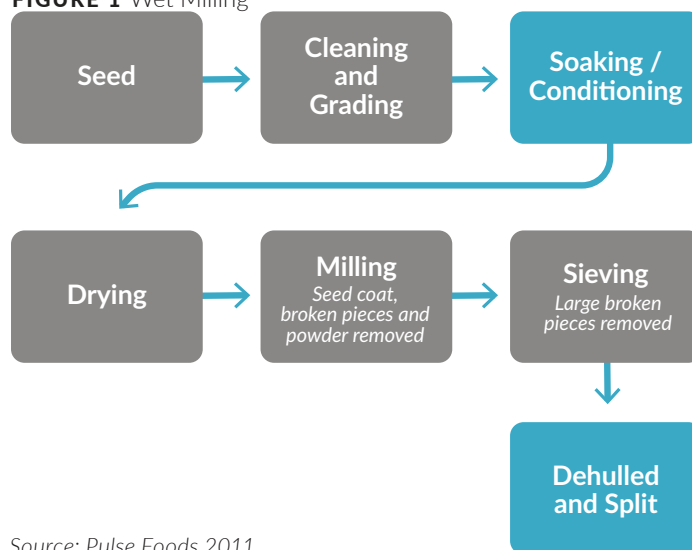 FIGURE 1 Wet Milling
Seed
Cleaning
and
Grading
Soaking /
Conditioning
Drying
Milling
Seed coat,
broken pieces and
powder removed
Sieving
Large broken
pieces removed
Dehulled
and Split
Source: Pulse Foods 2011